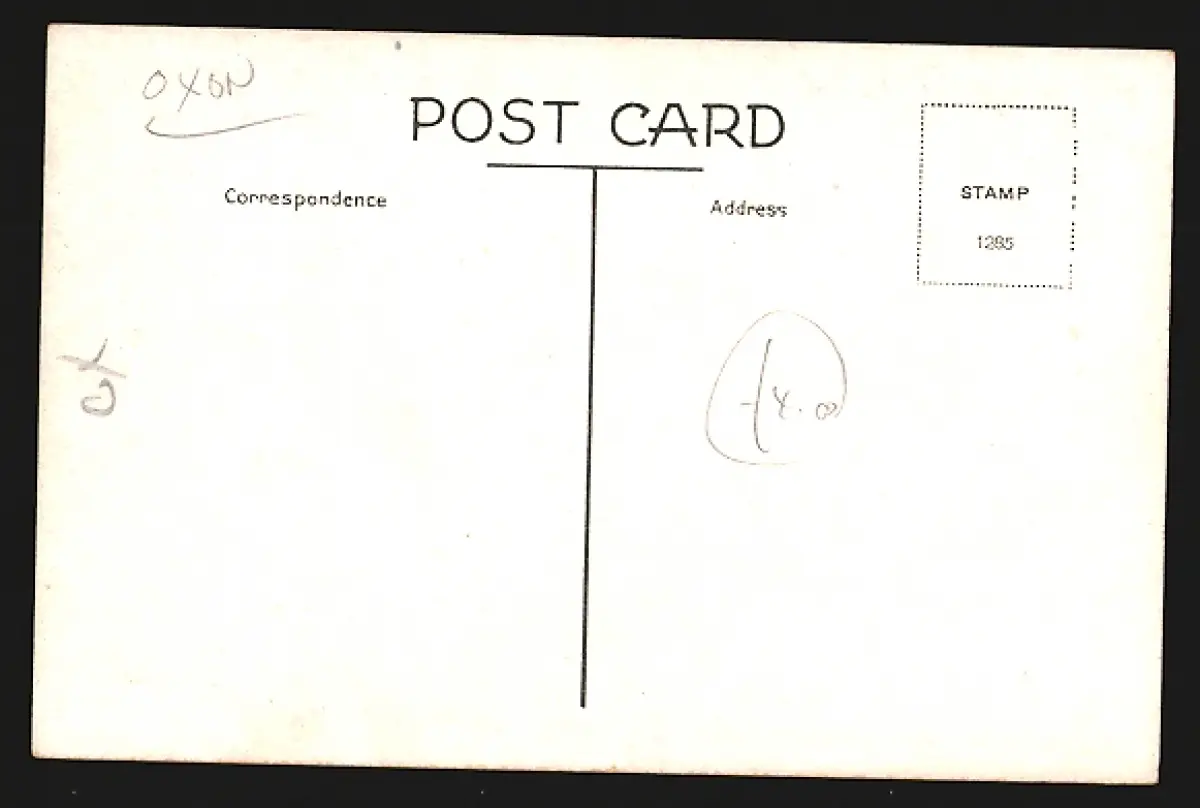 OXON
POST CARD
Correspondence
Address
STAMP
1285